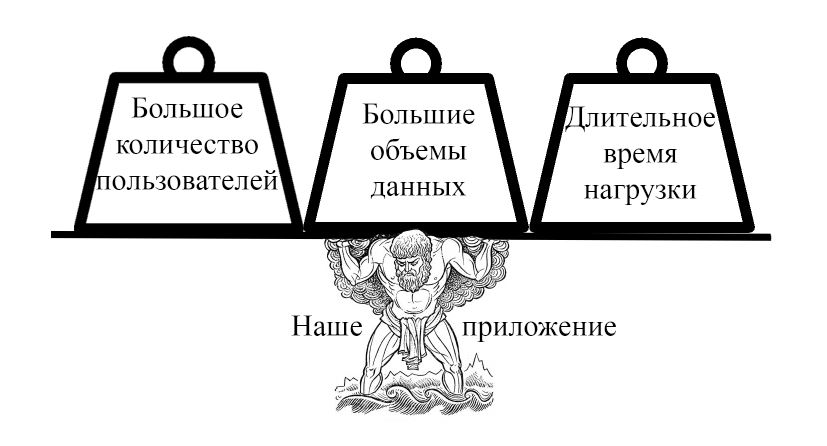 Большое
количество
пользователей
Большие
объемы
данных
Длительное
время
нагрузки
Наше приложение